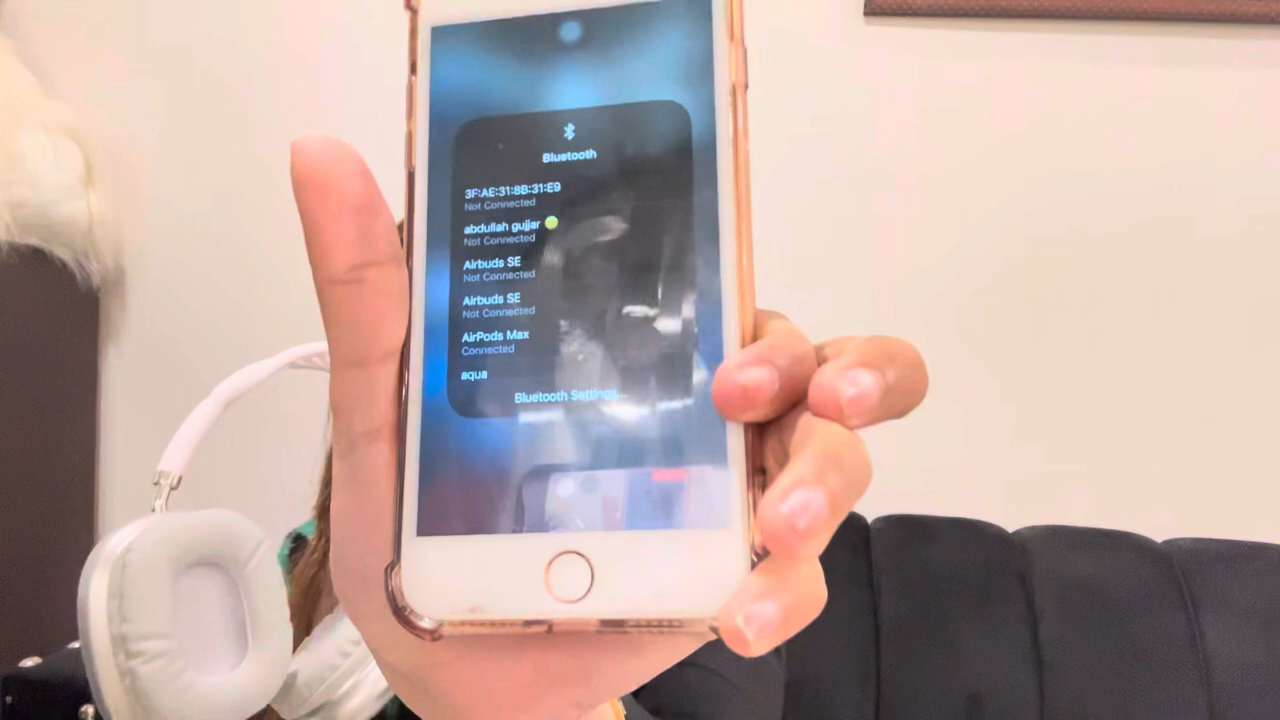 Bluetooth
3F:AE:31:8B:31:E9
Not Connected
abdullah gujjar
Not Connected
Airbuds SE
Not Connected
Airbuds SE
Not Connected
AirPods Max
Connected
aqua
Bluetooth Settings...